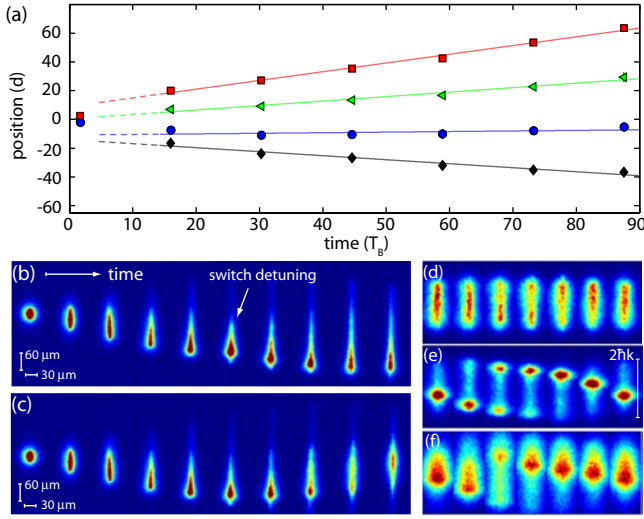 (a)
60
40
20
0
-20
-40
-60
position (d)
0
10
20
30
40
50
60
70
80
90
time (T_B)
(b)
time
switch detuning
60 μm
30 μm
(c)
60 μm
30 μm
(d)
(e)
2ħk
(f)